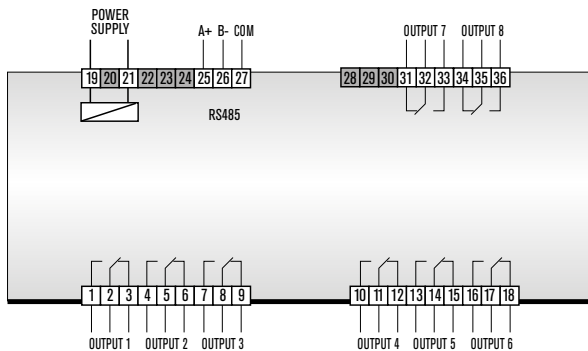 POWER
SUPPLY
A+ B- COM
OUTPUT 7 OUTPUT 8
19 20 21 22 23 24 25 26 27
28 29 30 31 32 33 34 35 36
RS485
1 2 3 4 5 6 7 8 9
10 11 12 13 14 15 16 17 18
OUTPUT 1 OUTPUT 2 OUTPUT 3
OUTPUT 4 OUTPUT 5 OUTPUT 6